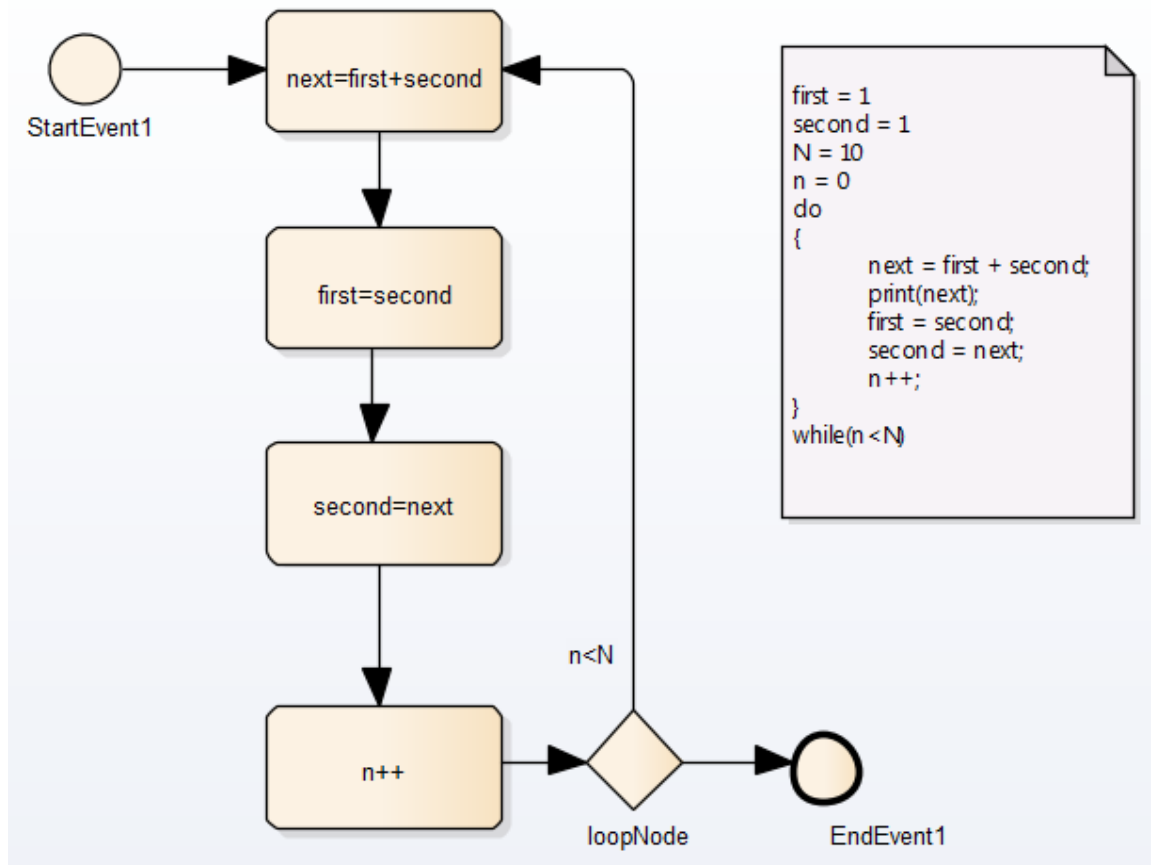 StartEvent1
next=first+second
first=second
second=next
n++
n<N
loopNode
EndEvent1
first = 1
second = 1
N = 10
n = 0
do
{
next = first + second;
print(next);
first = second;
second = next;
n++;
}
while(n<N)